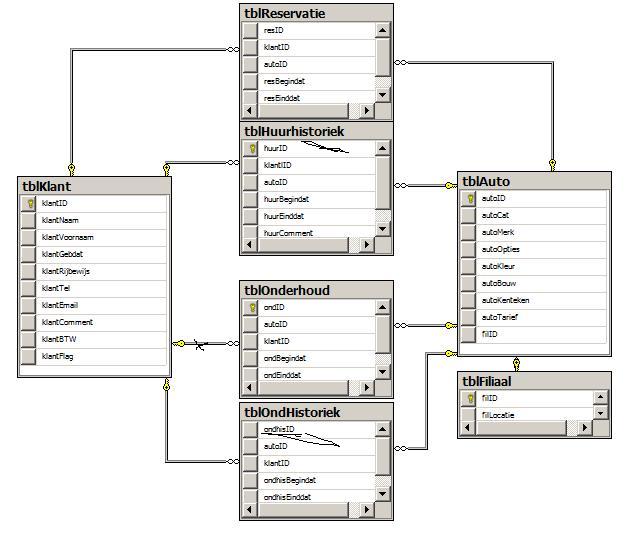 tblReservatie
resID
klantID
autoID
resBegindat
resEinddat
tblHuurhistoriek
huurID
klantID
autoID
huurBegindat
huurEinddat
huurComment
tblKlant
klantID
klantNaam
klantVoornaam
klantGebdat
klantRijbewijs
klantTel
klantEmail
klantComment
klantBTW
klantFlag
tblAuto
autoID
autoCat
autoMerk
autoOpties
autoKleur
autoBouw
autoKenteken
autoTarief
filID
tblOnderhoud
ondID
autoID
klantID
ondBegindat
ondEinddat
tblFiliaal
filID
filLocatie
tblOndHistoriek
ondhisID
autoID
klantID
ondhisBegindat
ondhisEinddat